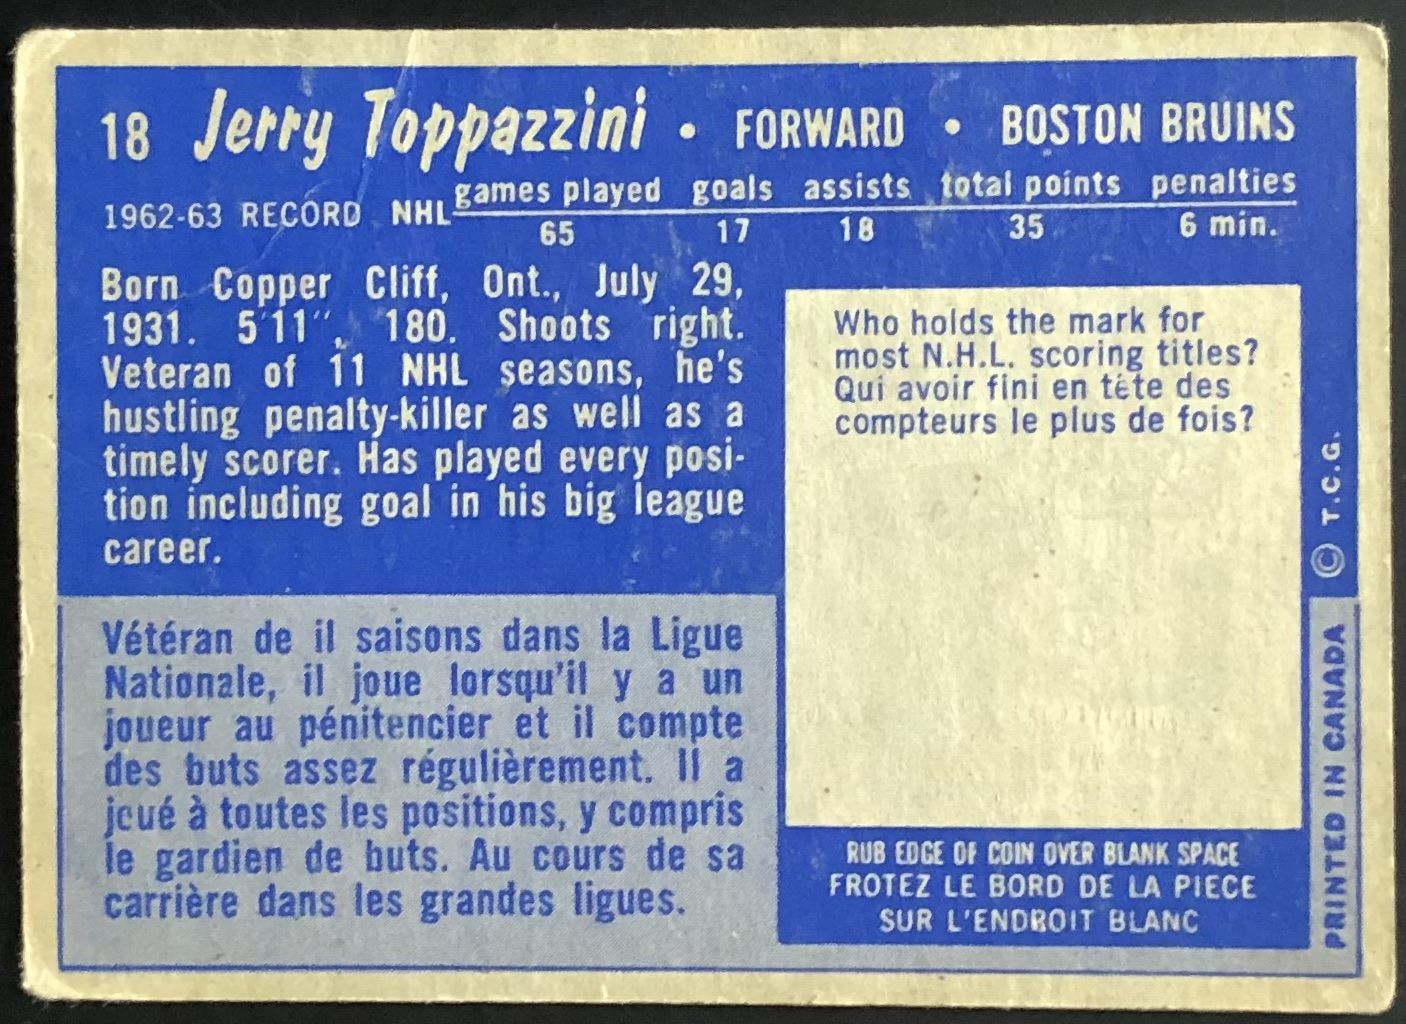 18 Jerry Toppazzini • FORWARD • BOSTON BRUINS
games played goals assists total points penalties
1962-63 RECORD NHL
65 17 18 35 6 min.
Born Copper Cliff, Ont., July 29,
1931. 5'11", 180. Shoots right.
Veteran of 11 NHL seasons, he's
hustling penalty-killer as well as a
timely scorer. Has played every posi-
tion including goal in his big league
career.
Vétéran de il saisons dans la Ligue
Nationale, il joue lorsqu'il y a un
joueur au pénitencier et il compte
des buts assez régulièrement. Il a
joué à toutes les positions, y compris
le gardien de buts. Au cours de sa
carrière dans les grandes ligues.
Who holds the mark for
most N.H.L. scoring titles?
Qui avoir fini en tête des
compteurs le plus de fois?
RUB EDGE OF COIN OVER BLANK SPACE
FROTEZ LE BORD DE LA PIECE
SUR L'ENDROIT BLANC
PRINTED IN CANADA © T.C.G.